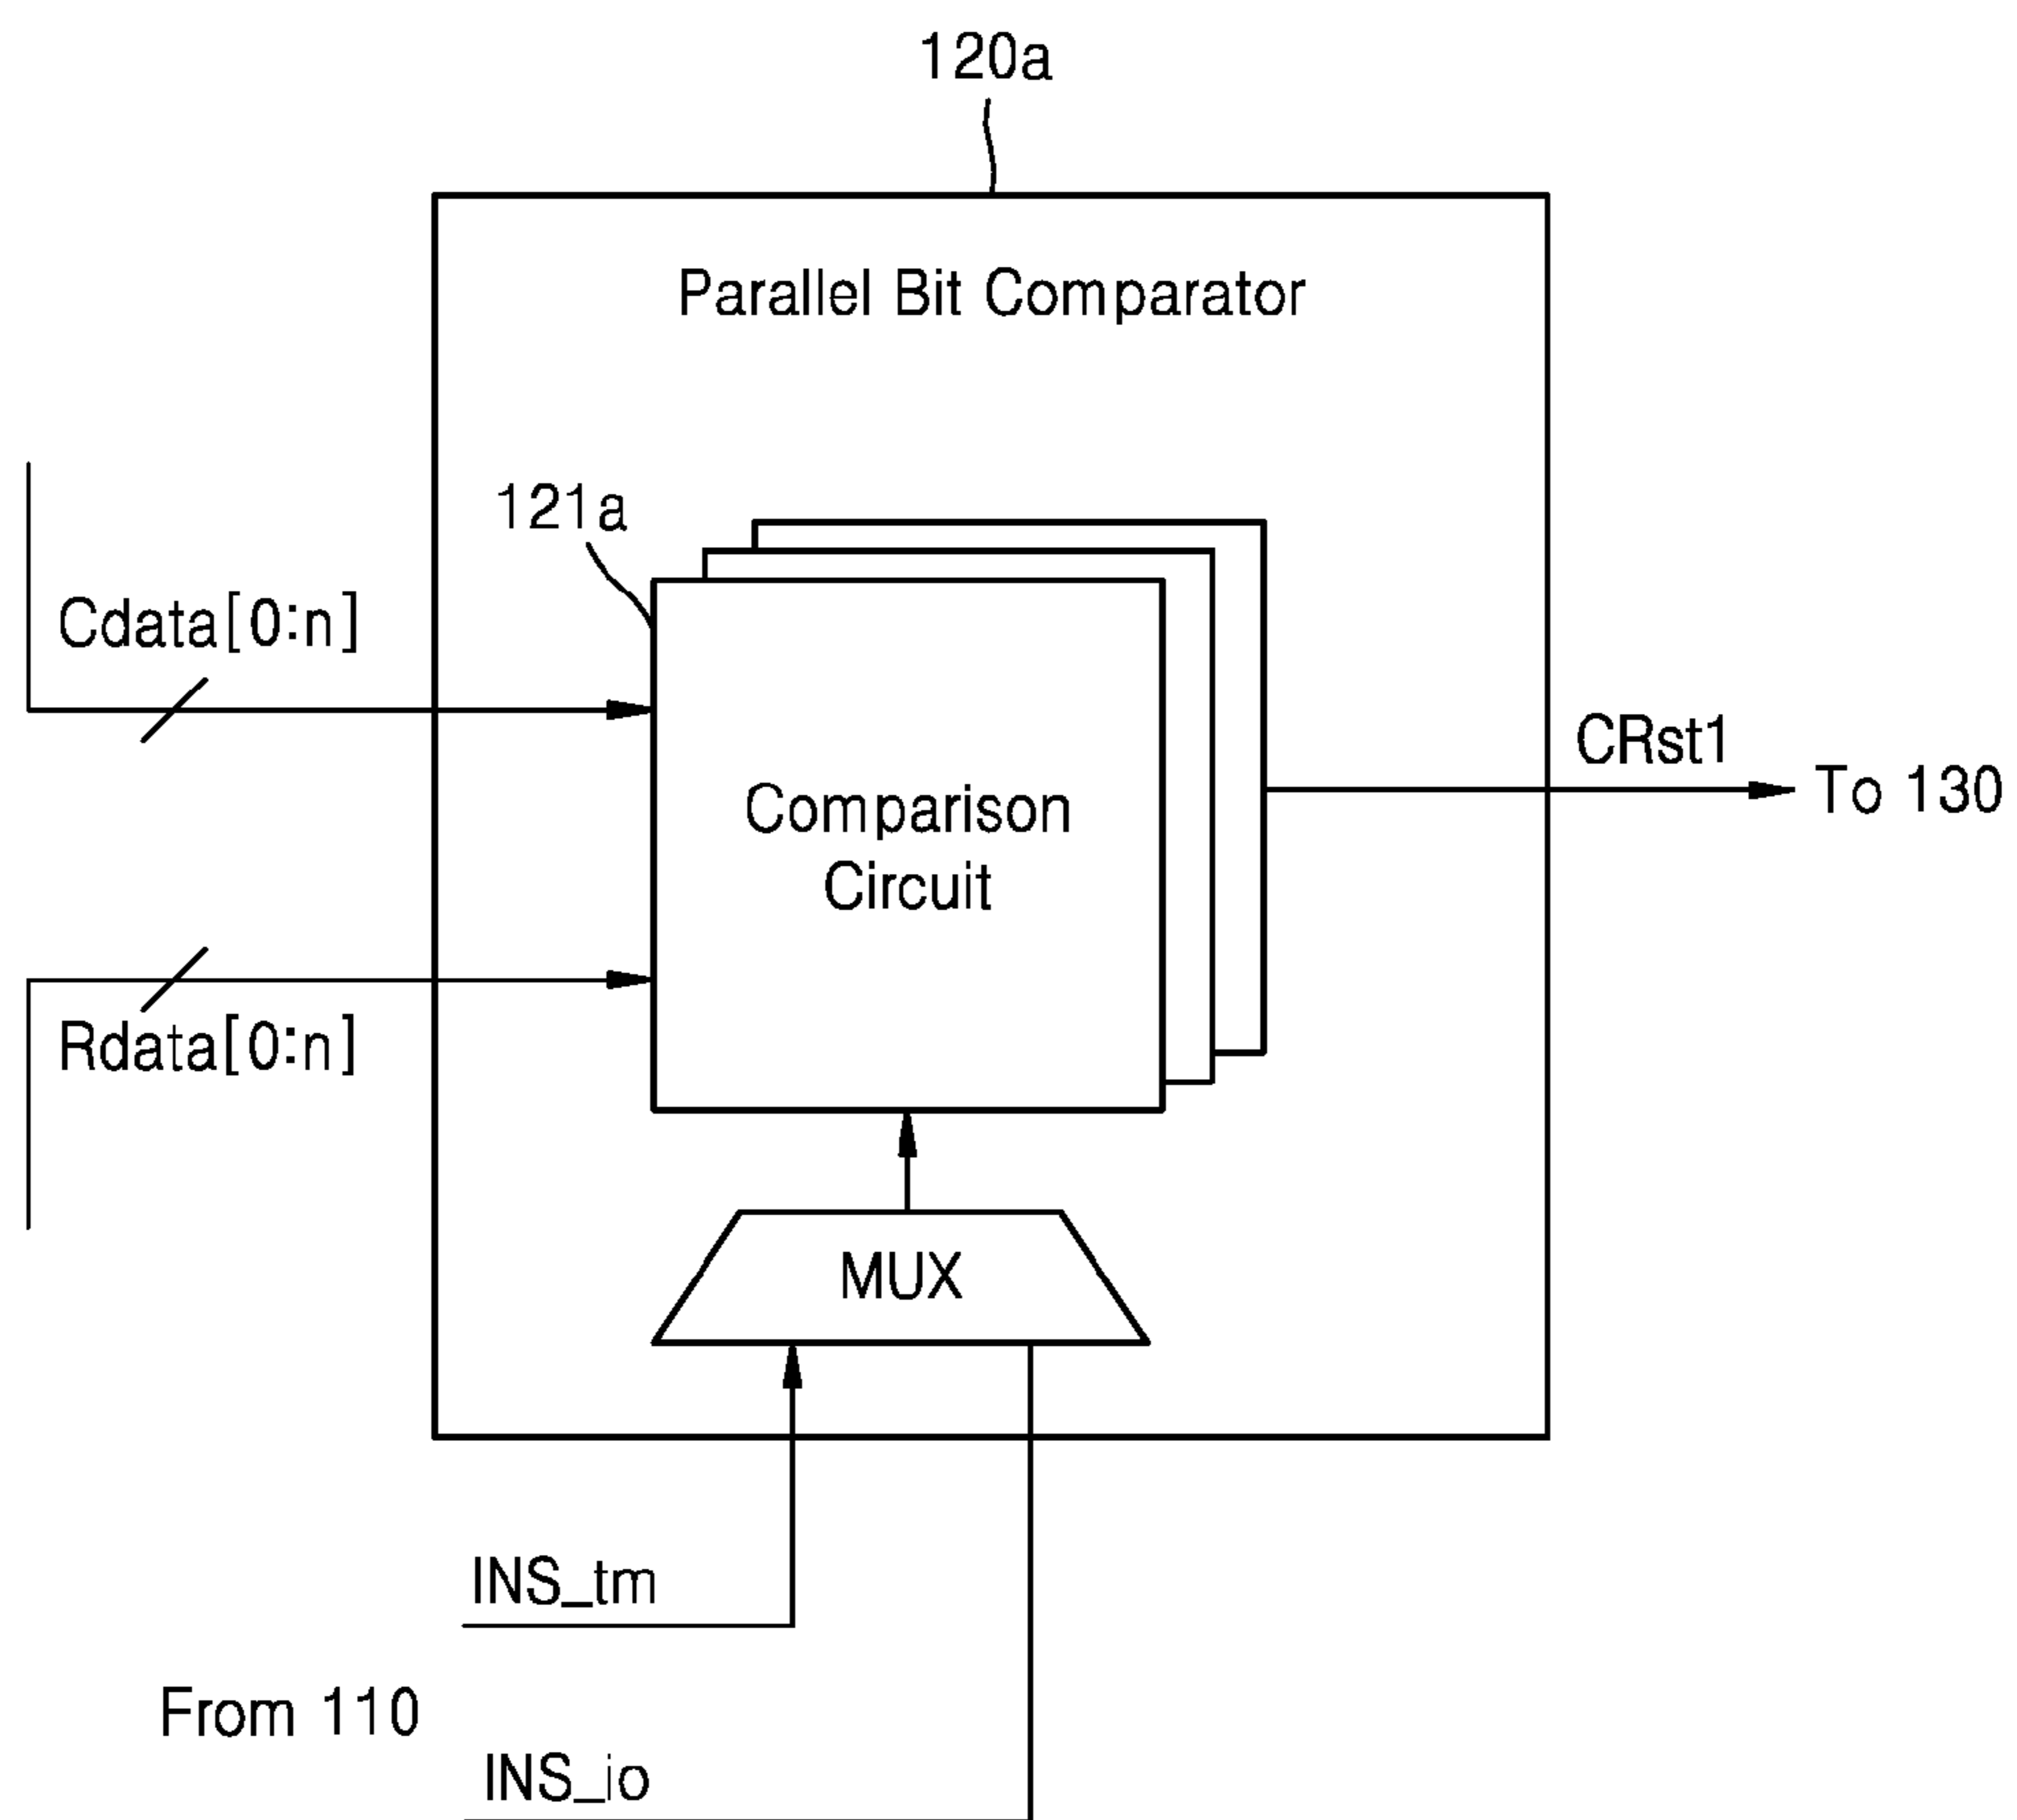 120a
Parallel Bit Comparator
121a
Cdata[0:n]
Comparison
Circuit
CRst1
To 130
Rdata[0:n]
MUX
INS_tm
From 110
INS_io